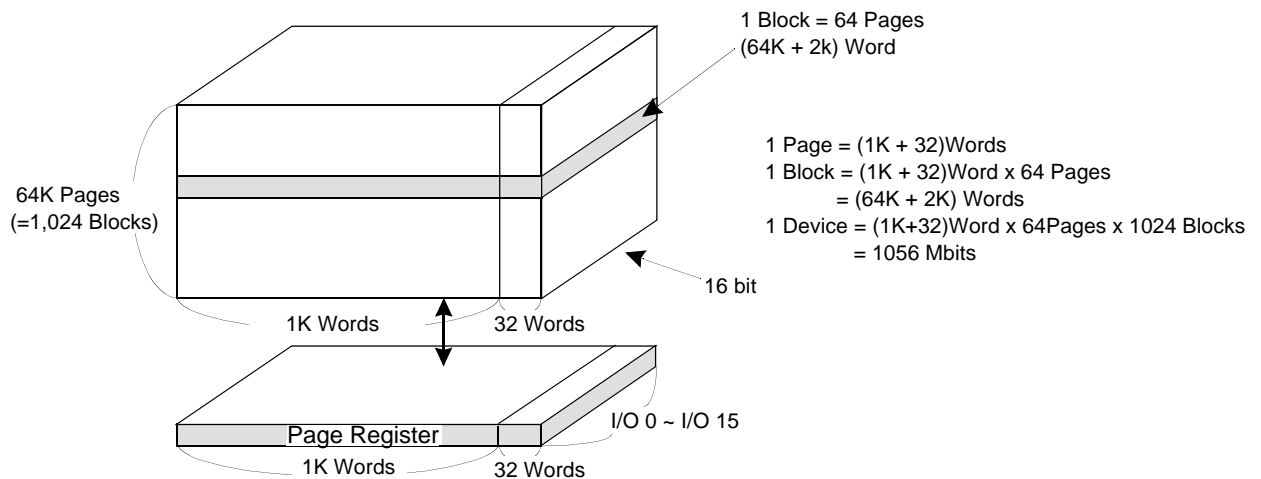 1 Block = 64 Pages
(64K + 2k) Word
1 Page = (1K + 32)Words
1 Block = (1K + 32)Word x 64 Pages
= (64K + 2K) Words
1 Device = (1K+32)Word x 64Pages x 1024 Blocks
= 1056 Mbits
64K Pages
(=1,024 Blocks)
16 bit
1K Words
32 Words
I/O 0 ~ I/O 15
Page Register
1K Words
32 Words